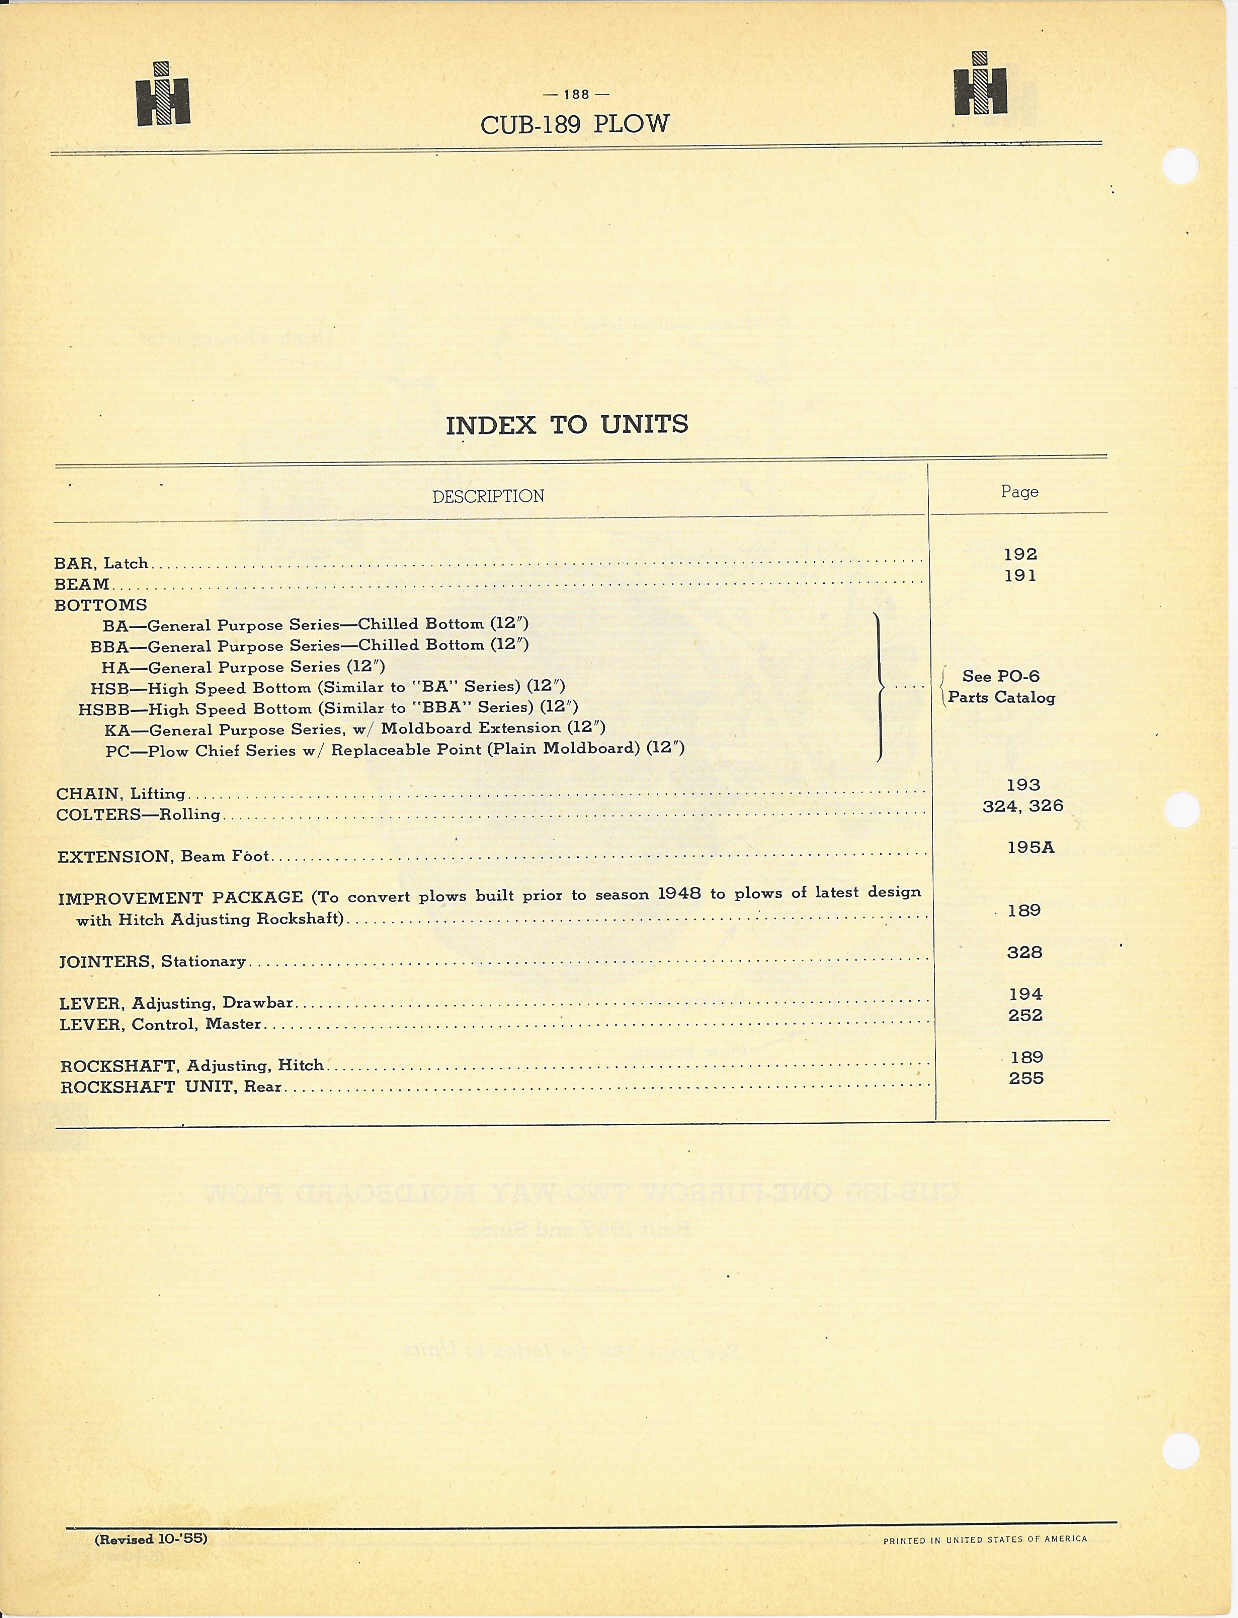 IH
IH
— 188 —
CUB-189 PLOW
INDEX TO UNITS
DESCRIPTION Page
BAR, Latch 192
BEAM 191
BOTTOMS
BA—General Purpose Series—Chilled Bottom (12″)
BBA—General Purpose Series—Chilled Bottom (12″)
HA—General Purpose Series (12″)
HSB—High Speed Bottom (Similar to "BA" Series) (12″)
HSBB—High Speed Bottom (Similar to "BBA" Series) (12″)
KA—General Purpose Series, w/ Moldboard Extension (12″)
PC—Plow Chief Series w/ Replaceable Point (Plain Moldboard) (12″)
See PO-6
Parts Catalog
CHAIN, Lifting 193
COLTERS—Rolling 324, 326
EXTENSION, Beam Foot 195A
IMPROVEMENT PACKAGE (To convert plows built prior to season 1948 to plows of latest design
with Hitch Adjusting Rockshaft) 189
JOINTERS, Stationary 328
LEVER, Adjusting, Drawbar 194
LEVER, Control, Master 252
ROCKSHAFT, Adjusting, Hitch 189
ROCKSHAFT UNIT, Rear 255
(Revised 10-'55)
PRINTED IN UNITED STATES OF AMERICA